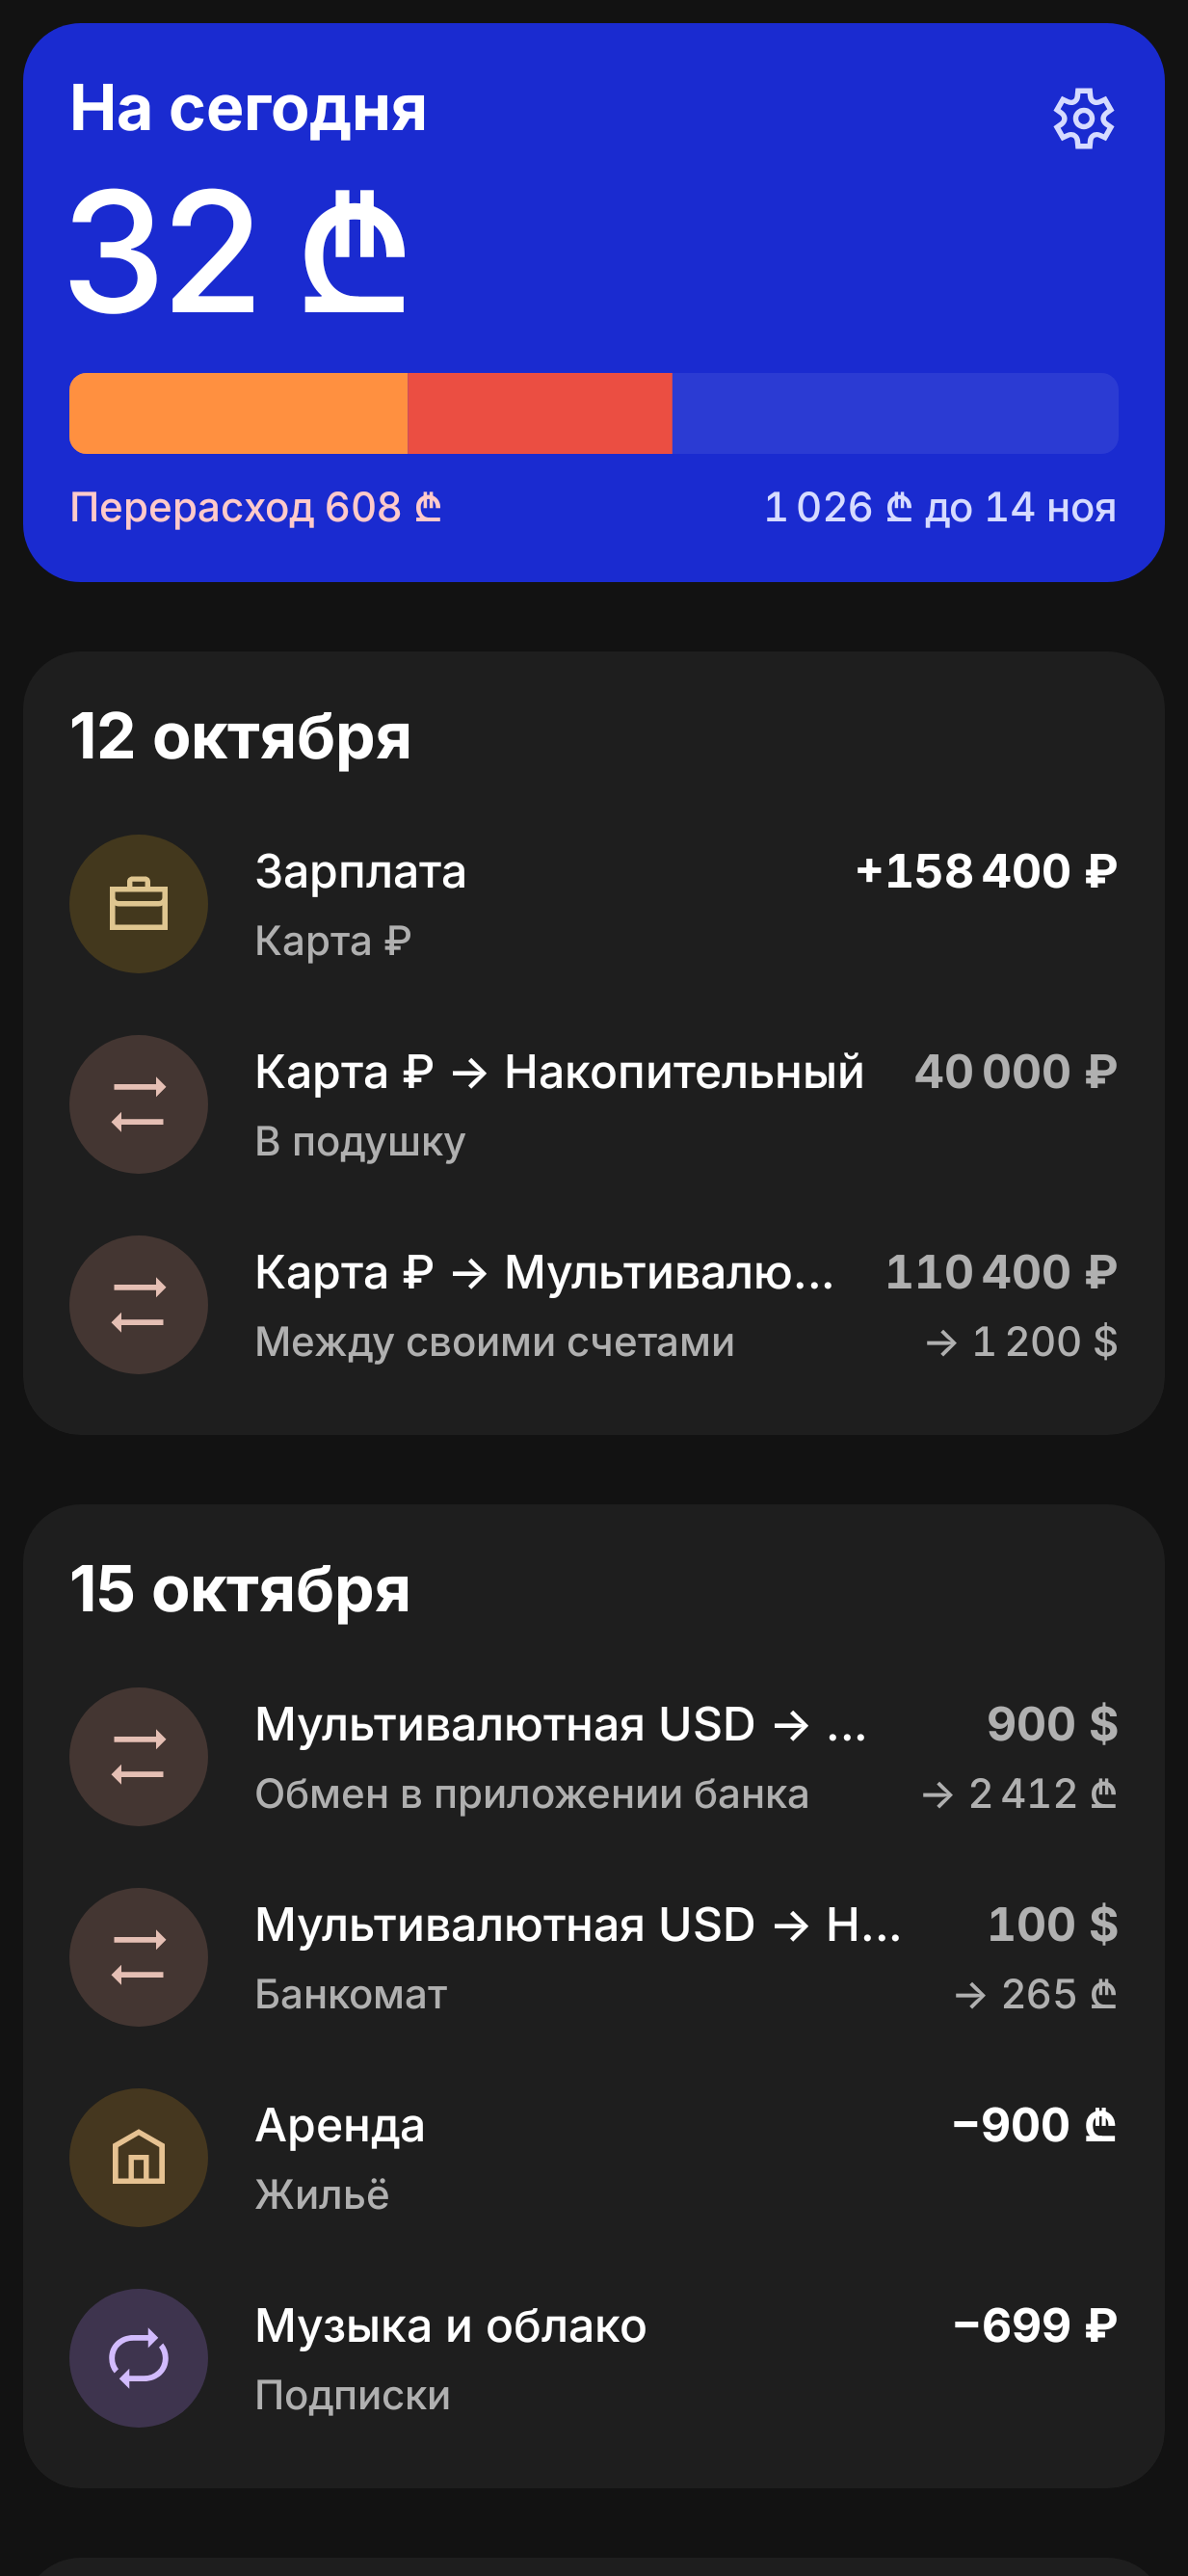 На сегодня
32 ₾
Перерасход 608 ₾
1 026 ₾ до 14 ноя
12 октября
Зарплата
+158 400 ₽
Карта ₽
Карта ₽ → Накопительный
40 000 ₽
В подушку
Карта ₽ → Мультивалю...
110 400 ₽
Между своими счетами
→ 1 200 $
15 октября
Мультивалютная USD → ...
900 $
Обмен в приложении банка
→ 2 412 ₾
Мультивалютная USD → Н...
100 $
Банкомат
→ 265 ₾
Аренда
−900 ₾
Жильё
Музыка и облако
−699 ₽
Подписки